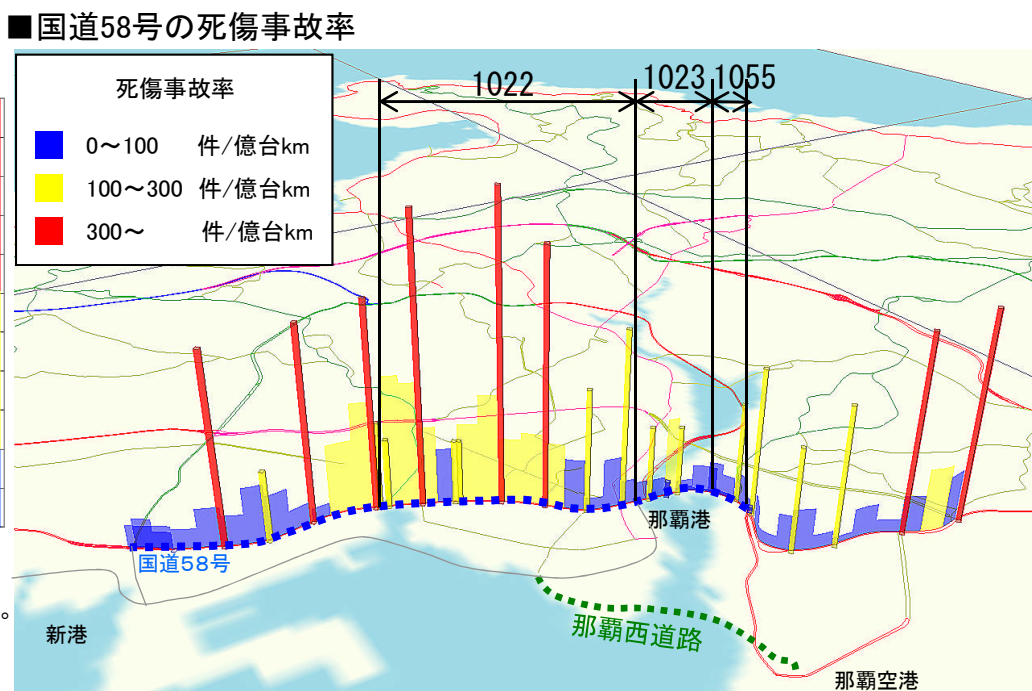 ■国道58号の死傷事故率
死傷事故率
0～100 件/億台km
100～300 件/億台km
300～ 件/億台km
1022
1023
1055
国道58号
那覇港
新港
那覇西道路
那覇空港
。